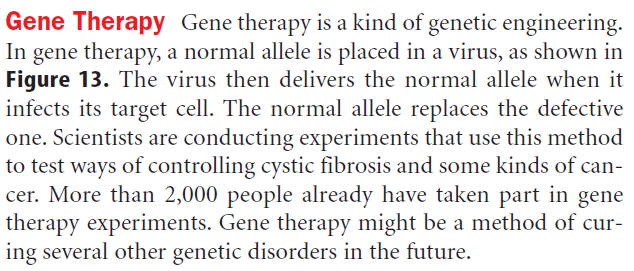 Gene Therapy Gene therapy is a kind of genetic engineering.
In gene therapy, a normal allele is placed in a virus, as shown in
Figure 13. The virus then delivers the normal allele when it
infects its target cell. The normal allele replaces the defective
one. Scientists are conducting experiments that use this method
to test ways of controlling cystic fibrosis and some kinds of can-
cer. More than 2,000 people already have taken part in gene
therapy experiments. Gene therapy might be a method of cur-
ing several other genetic disorders in the future.